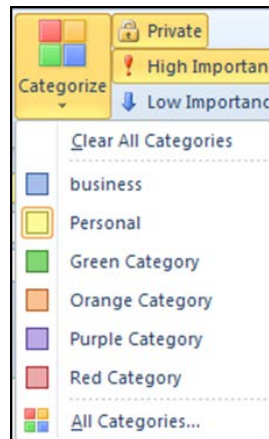 Private
High Importan
Categorize
Low Importanc
Clear All Categories
business
Personal
Green Category
Orange Category
Purple Category
Red Category
All Categories...